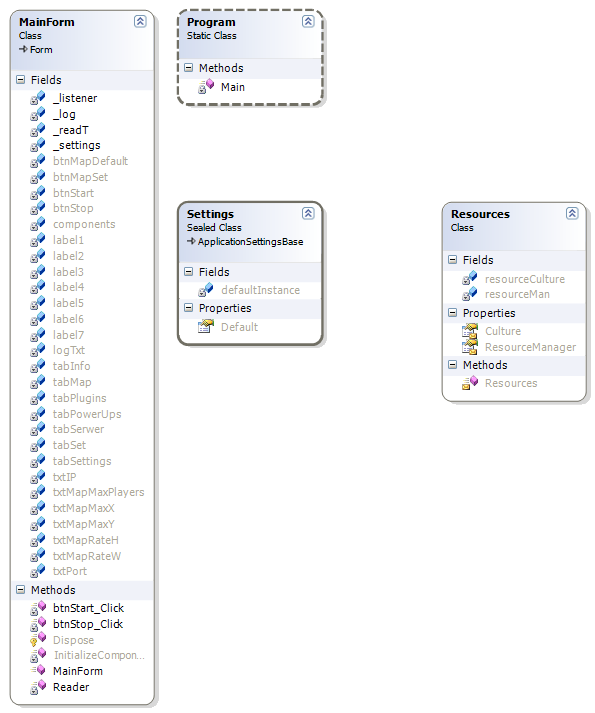 MainForm
Class
Form
Fields
_listener
_log
_readT
_settings
btnMapDefault
btnMapSet
btnStart
btnStop
components
label1
label2
label3
label4
label5
label6
label7
logTxt
tabInfo
tabMap
tabPlugins
tabPowerUps
tabSerwer
tabSet
tabSettings
txtIP
txtMapMaxPlayers
txtMapMaxX
txtMapMaxY
txtMapRateH
txtMapRateW
txtPort
Methods
btnStart_Click
btnStop_Click
Dispose
InitializeCompon...
MainForm
Reader
Program
Static Class
Methods
Main
Settings
Sealed Class
ApplicationSettingsBase
Fields
defaultInstance
Properties
Default
Resources
Class
Fields
resourceCulture
resourceMan
Properties
Culture
ResourceManager
Methods
Resources